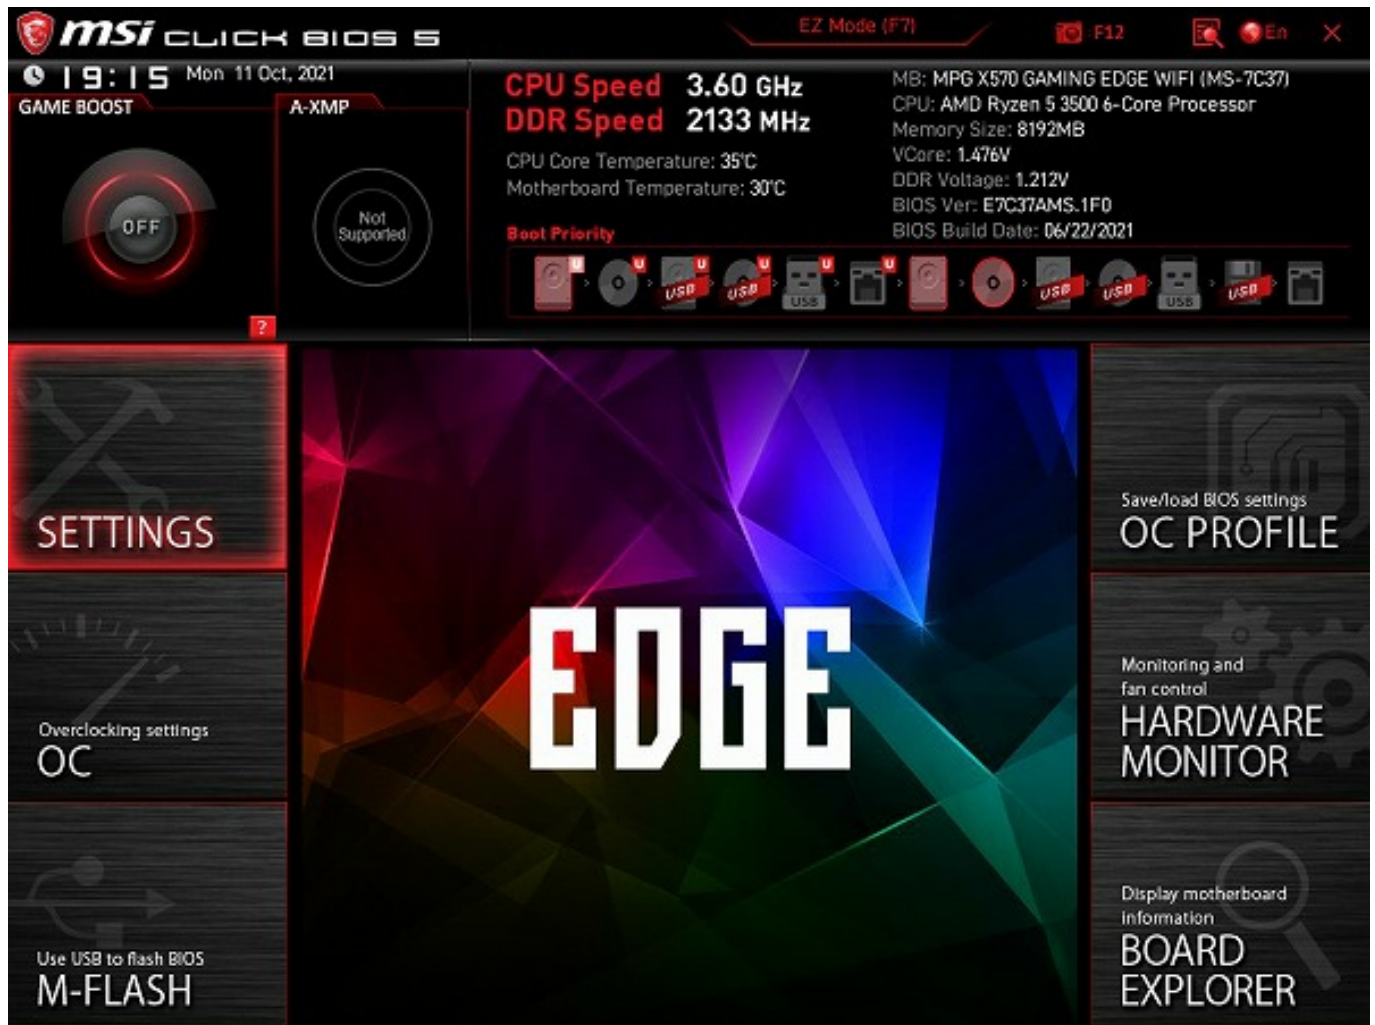 msi CLICK BIOS 5
EZ Mode (F7)
F12
En
19:15 Mon 11 Oct, 2021
GAME BOOST
A-XMP
OFF
Not
Supported
?
CPU Speed 3.60 GHz
DDR Speed 2133 MHz
CPU Core Temperature: 35°C
Motherboard Temperature: 30°C
MB: MPG X570 GAMING EDGE WIFI (MS-7C37)
CPU: AMD Ryzen 5 3500 6-Core Processor
Memory Size: 8192MB
VCore: 1.476V
DDR Voltage: 1.212V
BIOS Ver: E7C37AMS.1F0
BIOS Build Date: 06/22/2021
Boot Priority
U U U U U U
USB USB USB USB USB USB USB
SETTINGS
Overclocking settings
OC
Use USB to flash BIOS
M-FLASH
EDGE
Save/load BIOS settings
OC PROFILE
Monitoring and
fan control
HARDWARE
MONITOR
Display motherboard
information
BOARD
EXPLORER